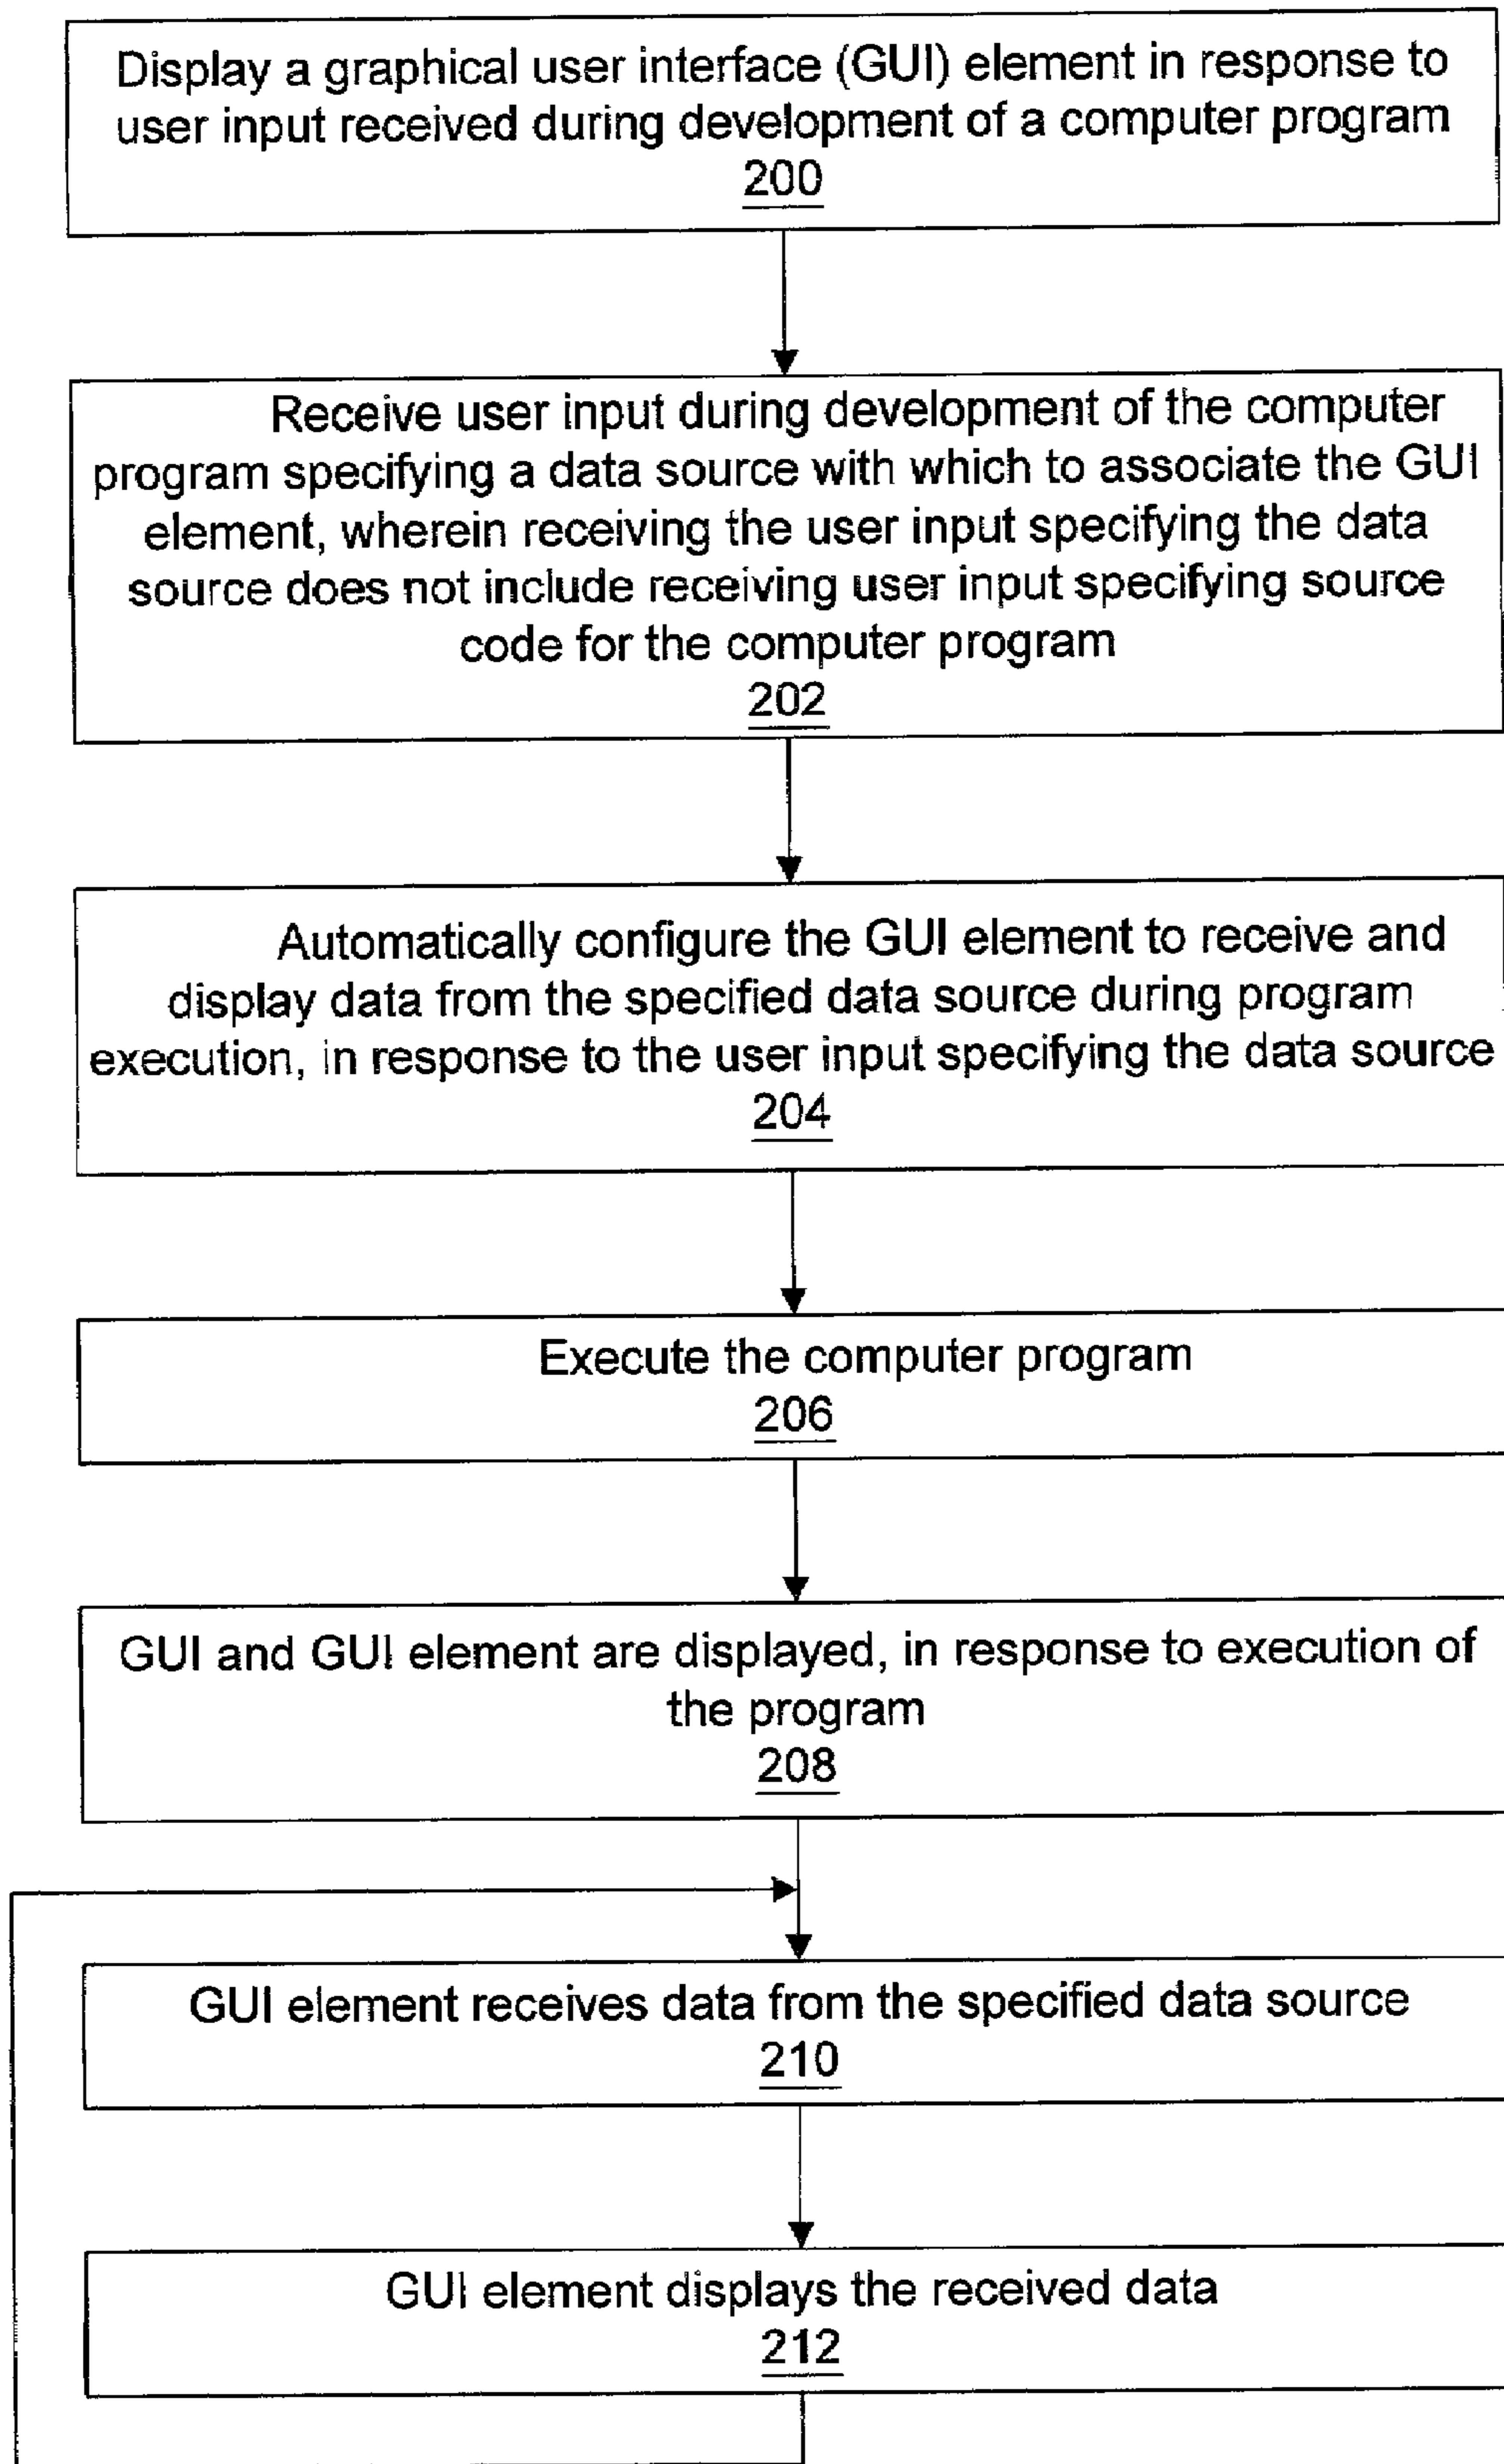 Display a graphical user interface (GUI) element in response to
user input received during development of a computer program
200
Receive user input during development of the computer
program specifying a data source with which to associate the GUI
element, wherein receiving the user input specifying the data
source does not include receiving user input specifying source
code for the computer program
202
Automatically configure the GUI element to receive and
display data from the specified data source during program
execution, in response to the user input specifying the data source
204
Execute the computer program
206
GUI and GUI element are displayed, in response to execution of
the program
208
GUI element receives data from the specified data source
210
GUI element displays the received data
212